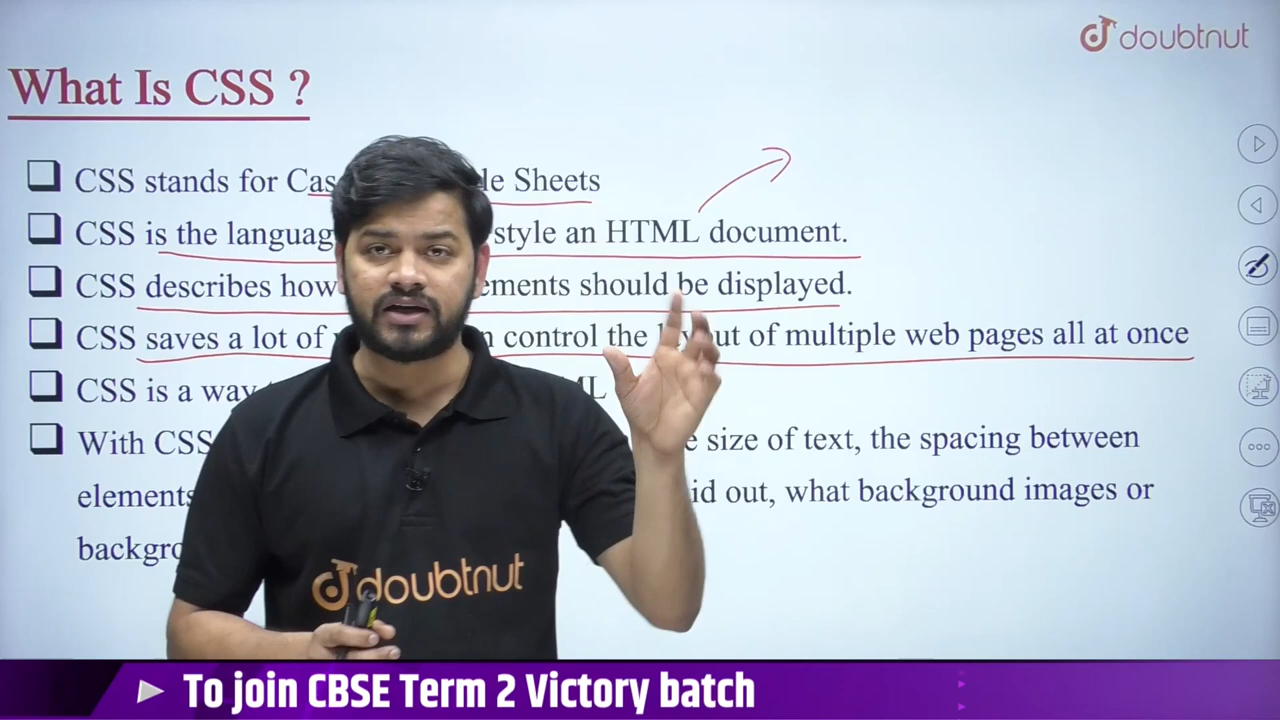 doubtnut
What Is CSS ?
CSS stands for Cas le Sheets
CSS is the languag style an HTML document.
CSS describes how ements should be displayed.
CSS saves a lot of n control the l out of multiple web pages all at once
CSS is a way ML
With CSS e size of text, the spacing between
elements id out, what background images or
backgro
doubtnut
To join CBSE Term 2 Victory batch